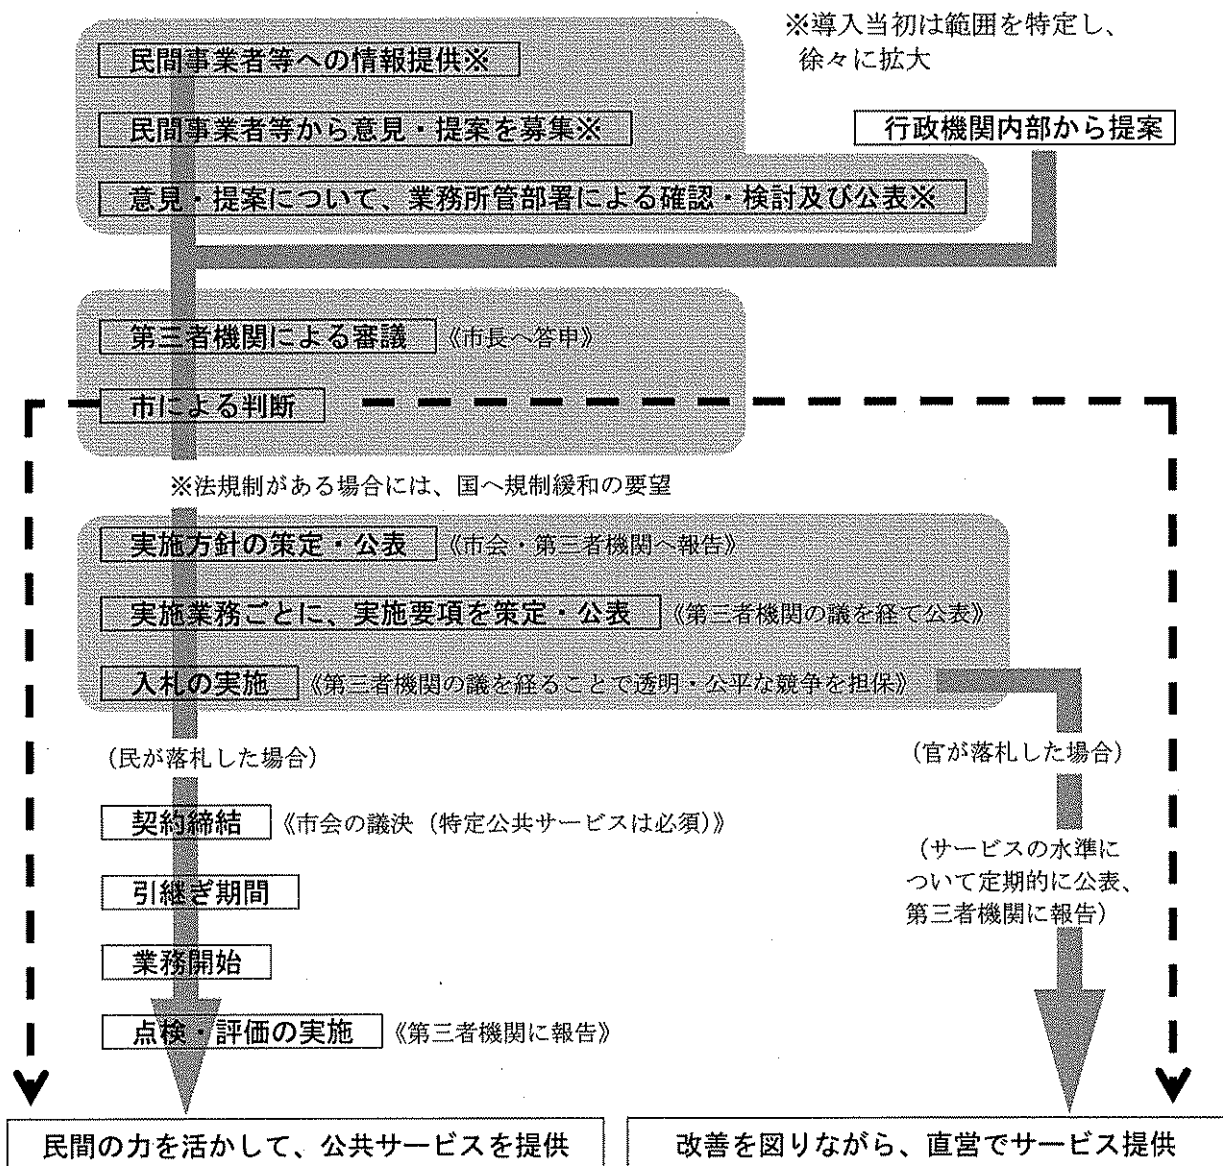 ※導入当初は範囲を特定し、
徐々に拡大
民間事業者等への情報提供※
民間事業者等から意見・提案を募集※
行政機関内部から提案
意見・提案について、業務所管部署による確認・検討及び公表※
第三者機関による審議《市長へ答申》
市による判断
※法規制がある場合には、国へ規制緩和の要望
実施方針の策定・公表《市会・第三者機関へ報告》
実施業務ごとに、実施要項を策定・公表《第三者機関の議を経て公表》
入札の実施《第三者機関の議を経ることで透明・公平な競争を担保》
(民が落札した場合)
(官が落札した場合)
契約締結《市会の議決(特定公共サービスは必須)》
(サービスの水準に
ついて定期的に公表、
第三者機関に報告)
引継ぎ期間
業務開始
点検・評価の実施《第三者機関に報告》
民間の力を活かして、公共サービスを提供
改善を図りながら、直営でサービス提供